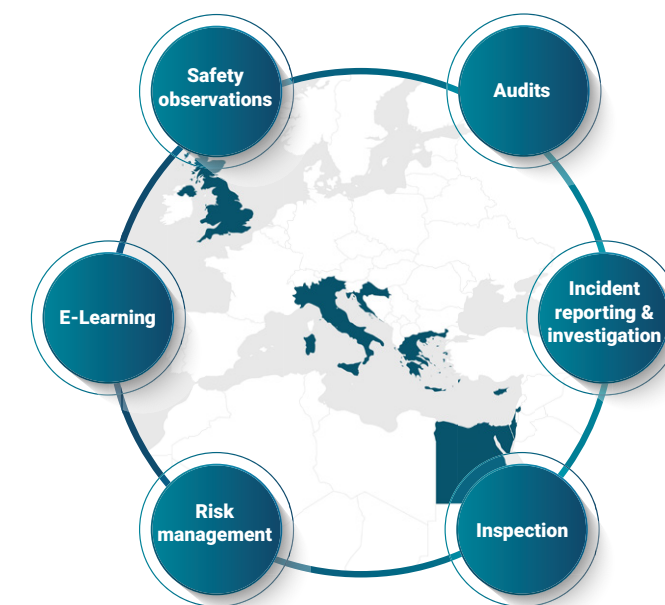 Safety
observations
Audits
E-Learning
Incident
reporting &
investigation
Risk
management
Inspection